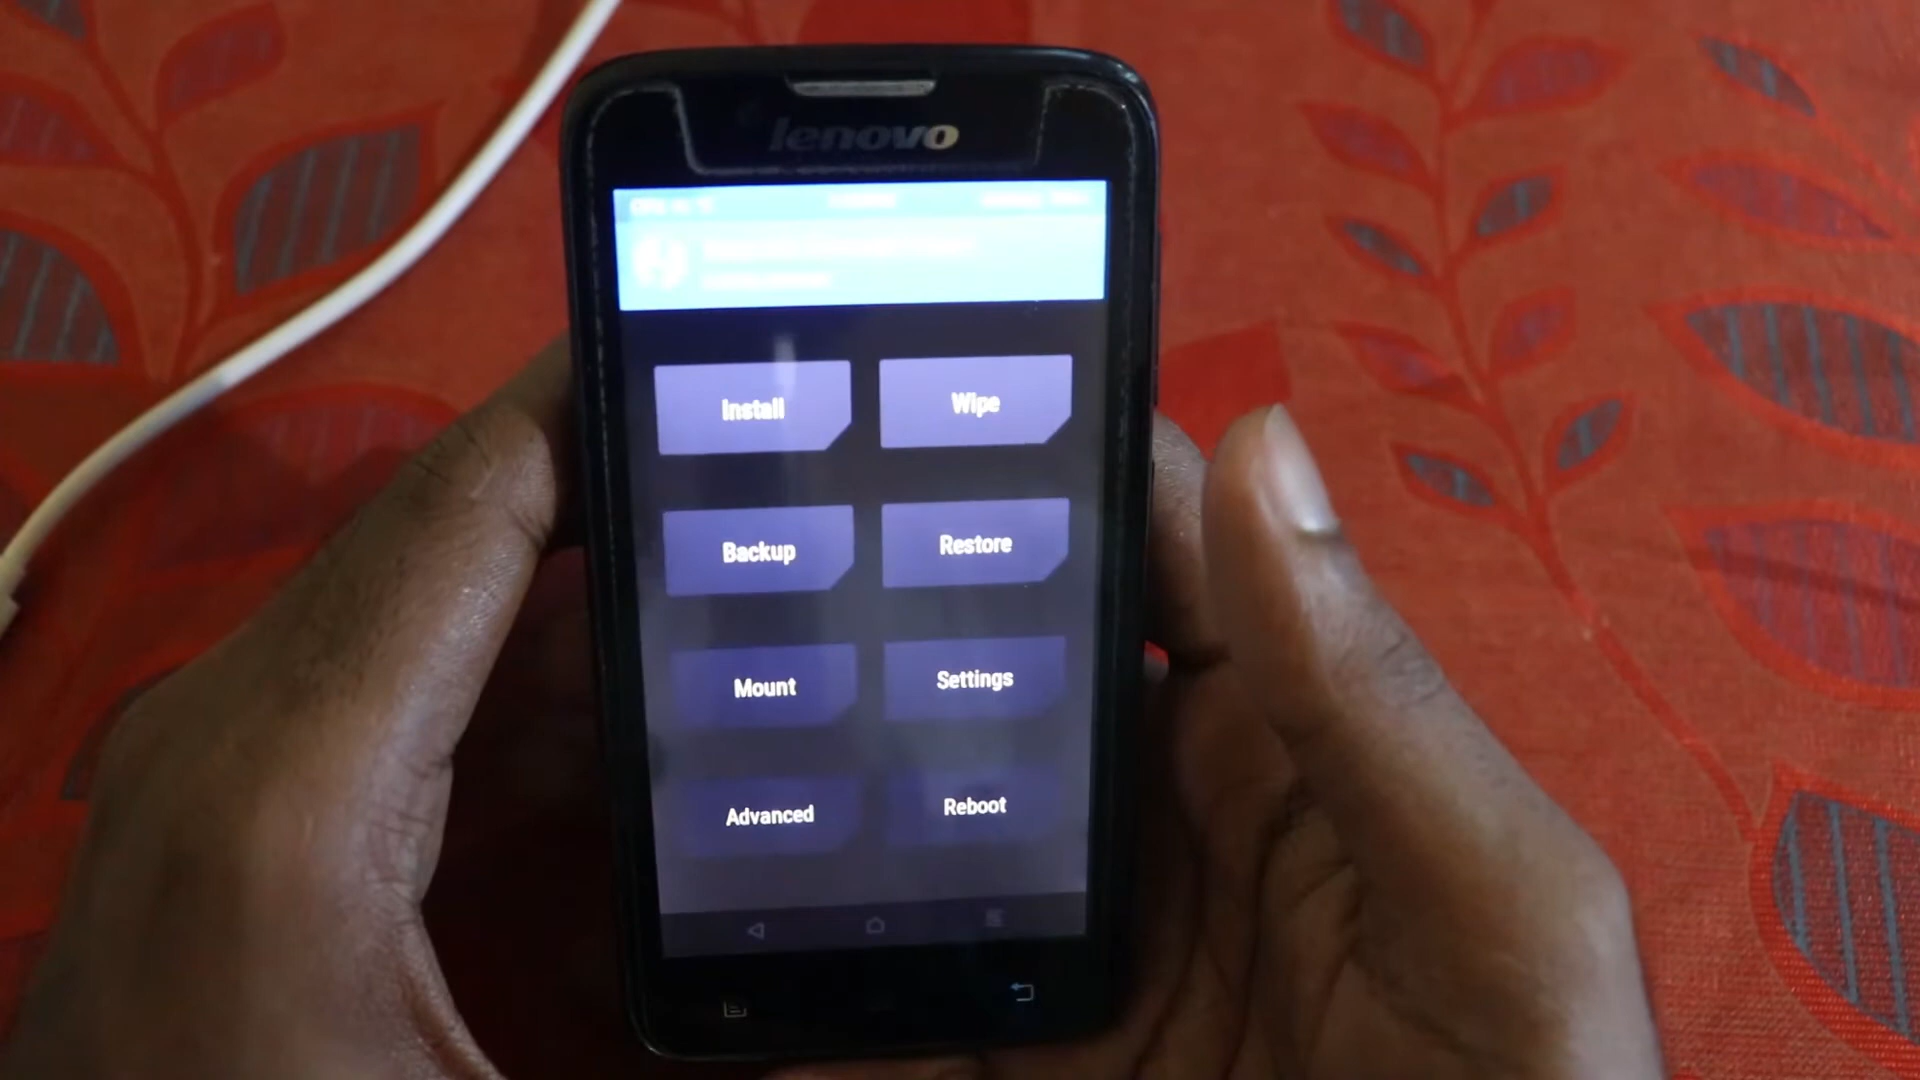 lenovo
Install
Wipe
Backup
Restore
Mount
Settings
Advanced
Reboot